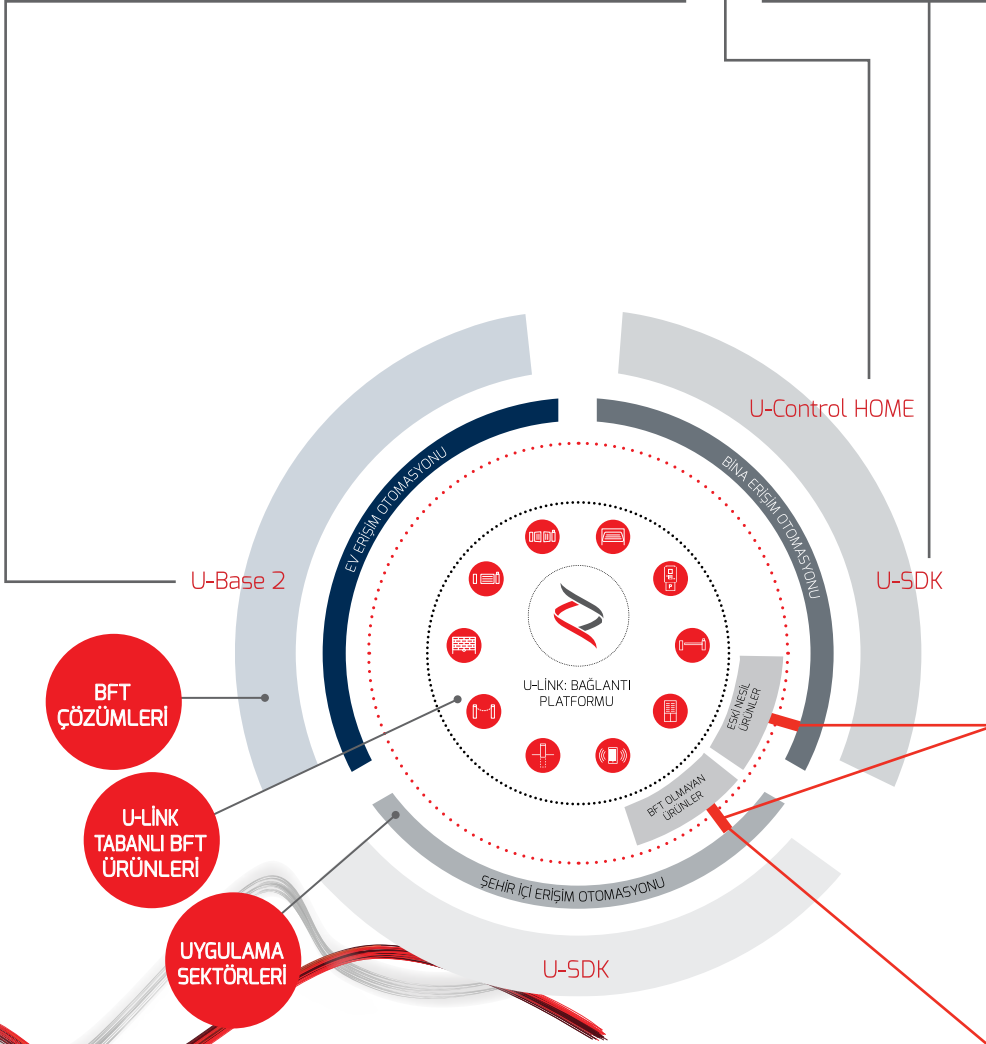 U-Control HOME
EV ERİŞİM OTOMASYONU
BİNA ERİŞİM OTOMASYONU
U-Base 2
U-SDK
U-LİNK: BAĞLANTI
PLATFORMU
BFT
ÇÖZÜMLERİ
ESKİ NESİL
ÜRÜNLER
BFT OLMAYAN
ÜRÜNLER
U-LİNK
TABANLI BFT
ÜRÜNLERİ
ŞEHİR İÇİ ERİŞİM OTOMASYONU
UYGULAMA
SEKTÖRLERİ
U-SDK
P